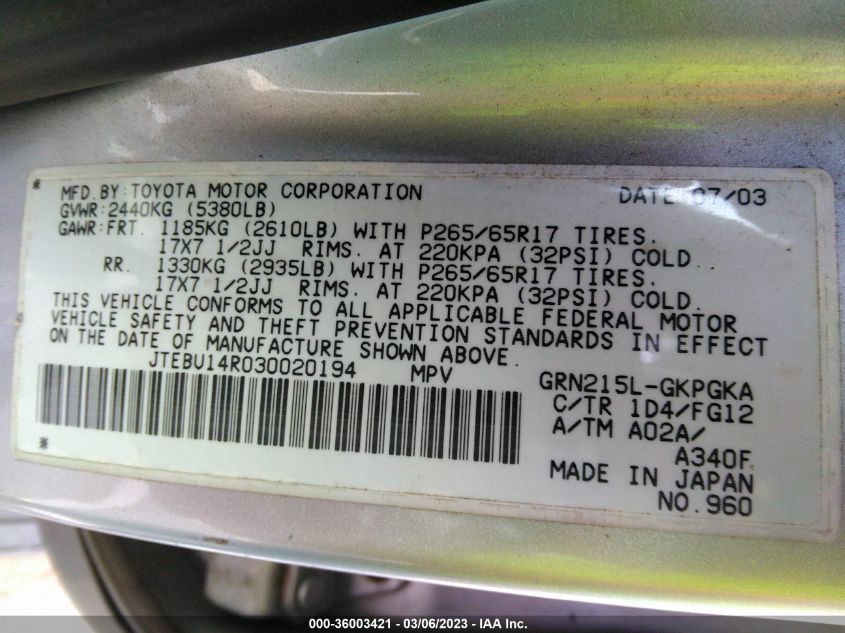 * MFD.BY:TOYOTA MOTOR CORPORATION DATE 07/03
GVWR:2440KG (5380LB)
GAWR:FRT. 1185KG (2610LB) WITH P265/65R17 TIRES.
17X7 1/2JJ RIMS. AT 220KPA (32PSI) COLD.
RR. 1330KG (2935LB) WITH P265/65R17 TIRES.
17X7 1/2JJ RIMS. AT 220KPA (32PSI) COLD.
THIS VEHICLE CONFORMS TO ALL APPLICABLE FEDERAL MOTOR
VEHICLE SAFETY AND THEFT PREVENTION STANDARDS IN EFFECT
ON THE DATE OF MANUFACTURE SHOWN ABOVE.
JTEBU14R030020194 MPV GRN215L-GKPGKA
C/TR 1D4/FG12
A/TM A02A/
A340F
* MADE IN JAPAN
NO.960
000-36003421 - 03/06/2023 - IAA Inc.